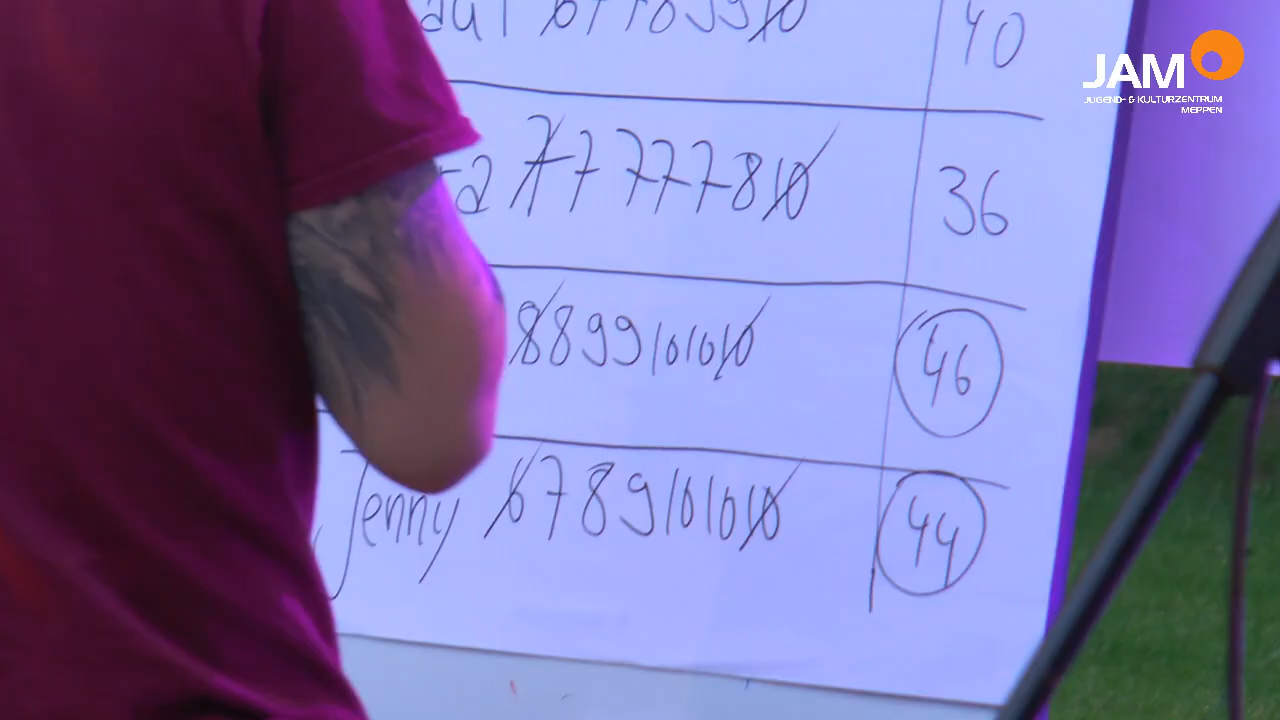 JAM
JUGEND- & KULTURZENTRUM
MEPPEN
40
7 7 7 7 7 8 10 36
8 8 9 9 10 10 10 46
Jenny 6 7 8 9 10 10 10 44